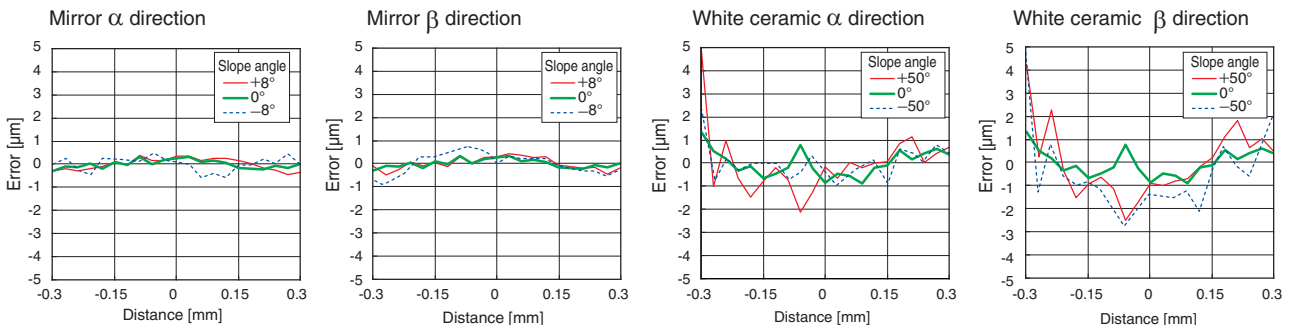 Mirror α direction
Error [µm]
5
4
3
2
1
0
-1
-2
-3
-4
-5
Slope angle
+8°
0°
−8°
-0.3 -0.15 0 0.15 0.3
Distance [mm]
Mirror β direction
Error [µm]
5
4
3
2
1
0
-1
-2
-3
-4
-5
Slope angle
+8°
0°
−8°
-0.3 -0.15 0 0.15 0.3
Distance [mm]
White ceramic α direction
Error [µm]
5
4
3
2
1
0
-1
-2
-3
-4
-5
Slope angle
+50°
0°
−50°
-0.3 -0.15 0 0.15 0.3
Distance [mm]
White ceramic β direction
Error [µm]
5
4
3
2
1
0
-1
-2
-3
-4
-5
Slope angle
+50°
0°
−50°
-0.3 -0.15 0 0.15 0.3
Distance [mm]